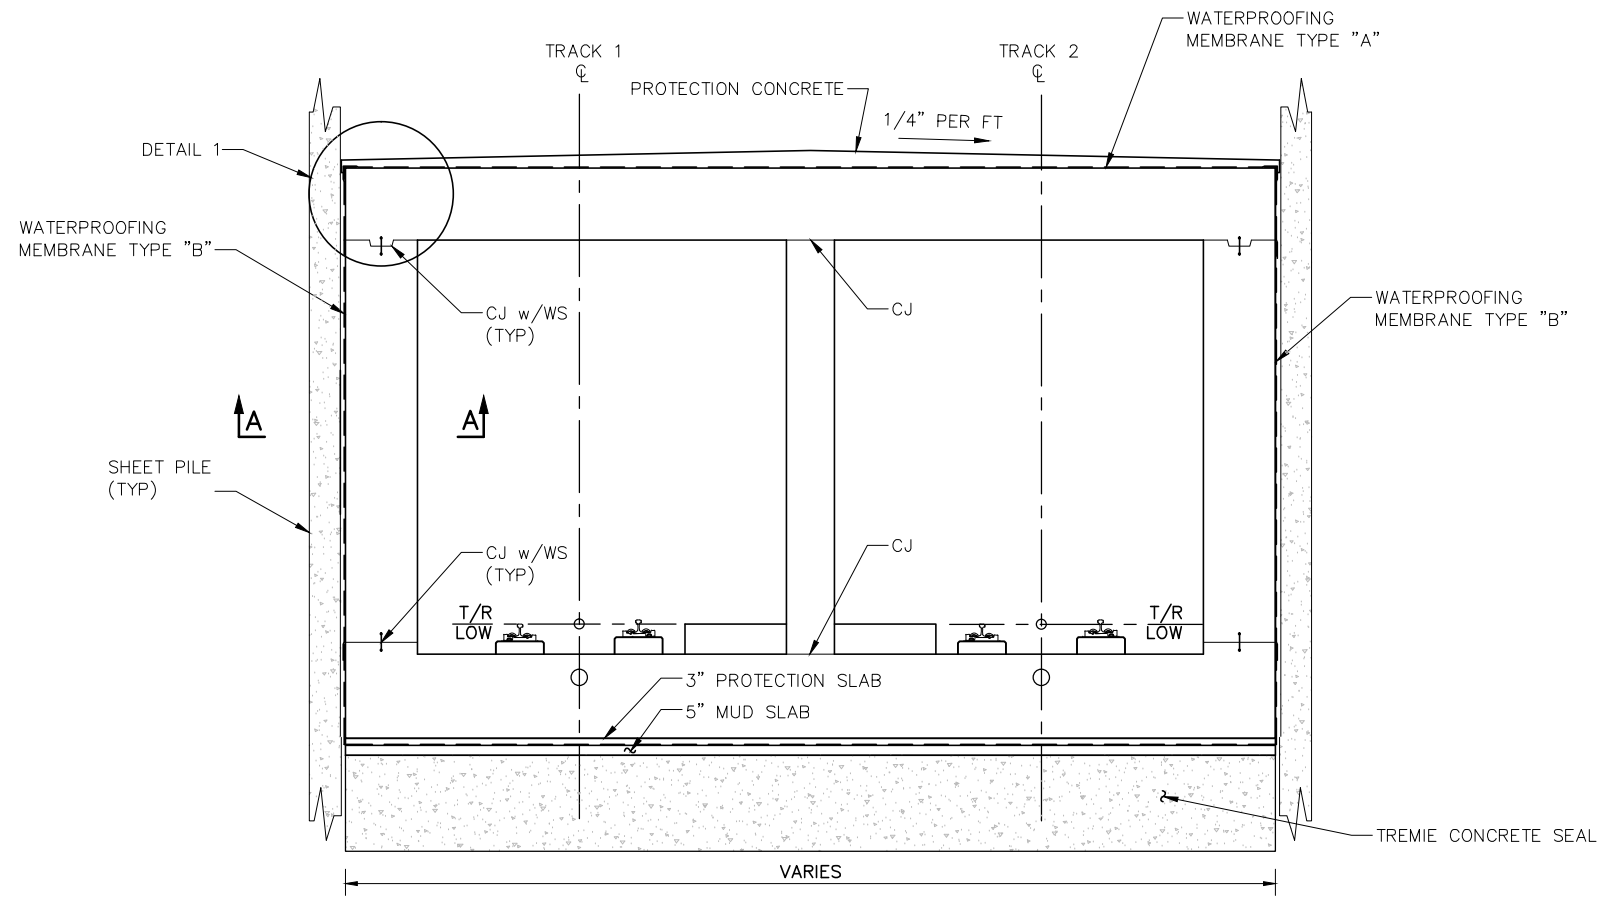 WATERPROOFING
MEMBRANE TYPE "A"
TRACK 1
℄
TRACK 2
℄
PROTECTION CONCRETE
1/4" PER FT
DETAIL 1
WATERPROOFING
MEMBRANE TYPE "B"
CJ w/WS
(TYP)
CJ
WATERPROOFING
MEMBRANE TYPE "B"
A
A
SHEET PILE
(TYP)
CJ w/WS
(TYP)
CJ
T/R
LOW
T/R
LOW
3" PROTECTION SLAB
5" MUD SLAB
TREMIE CONCRETE SEAL
VARIES